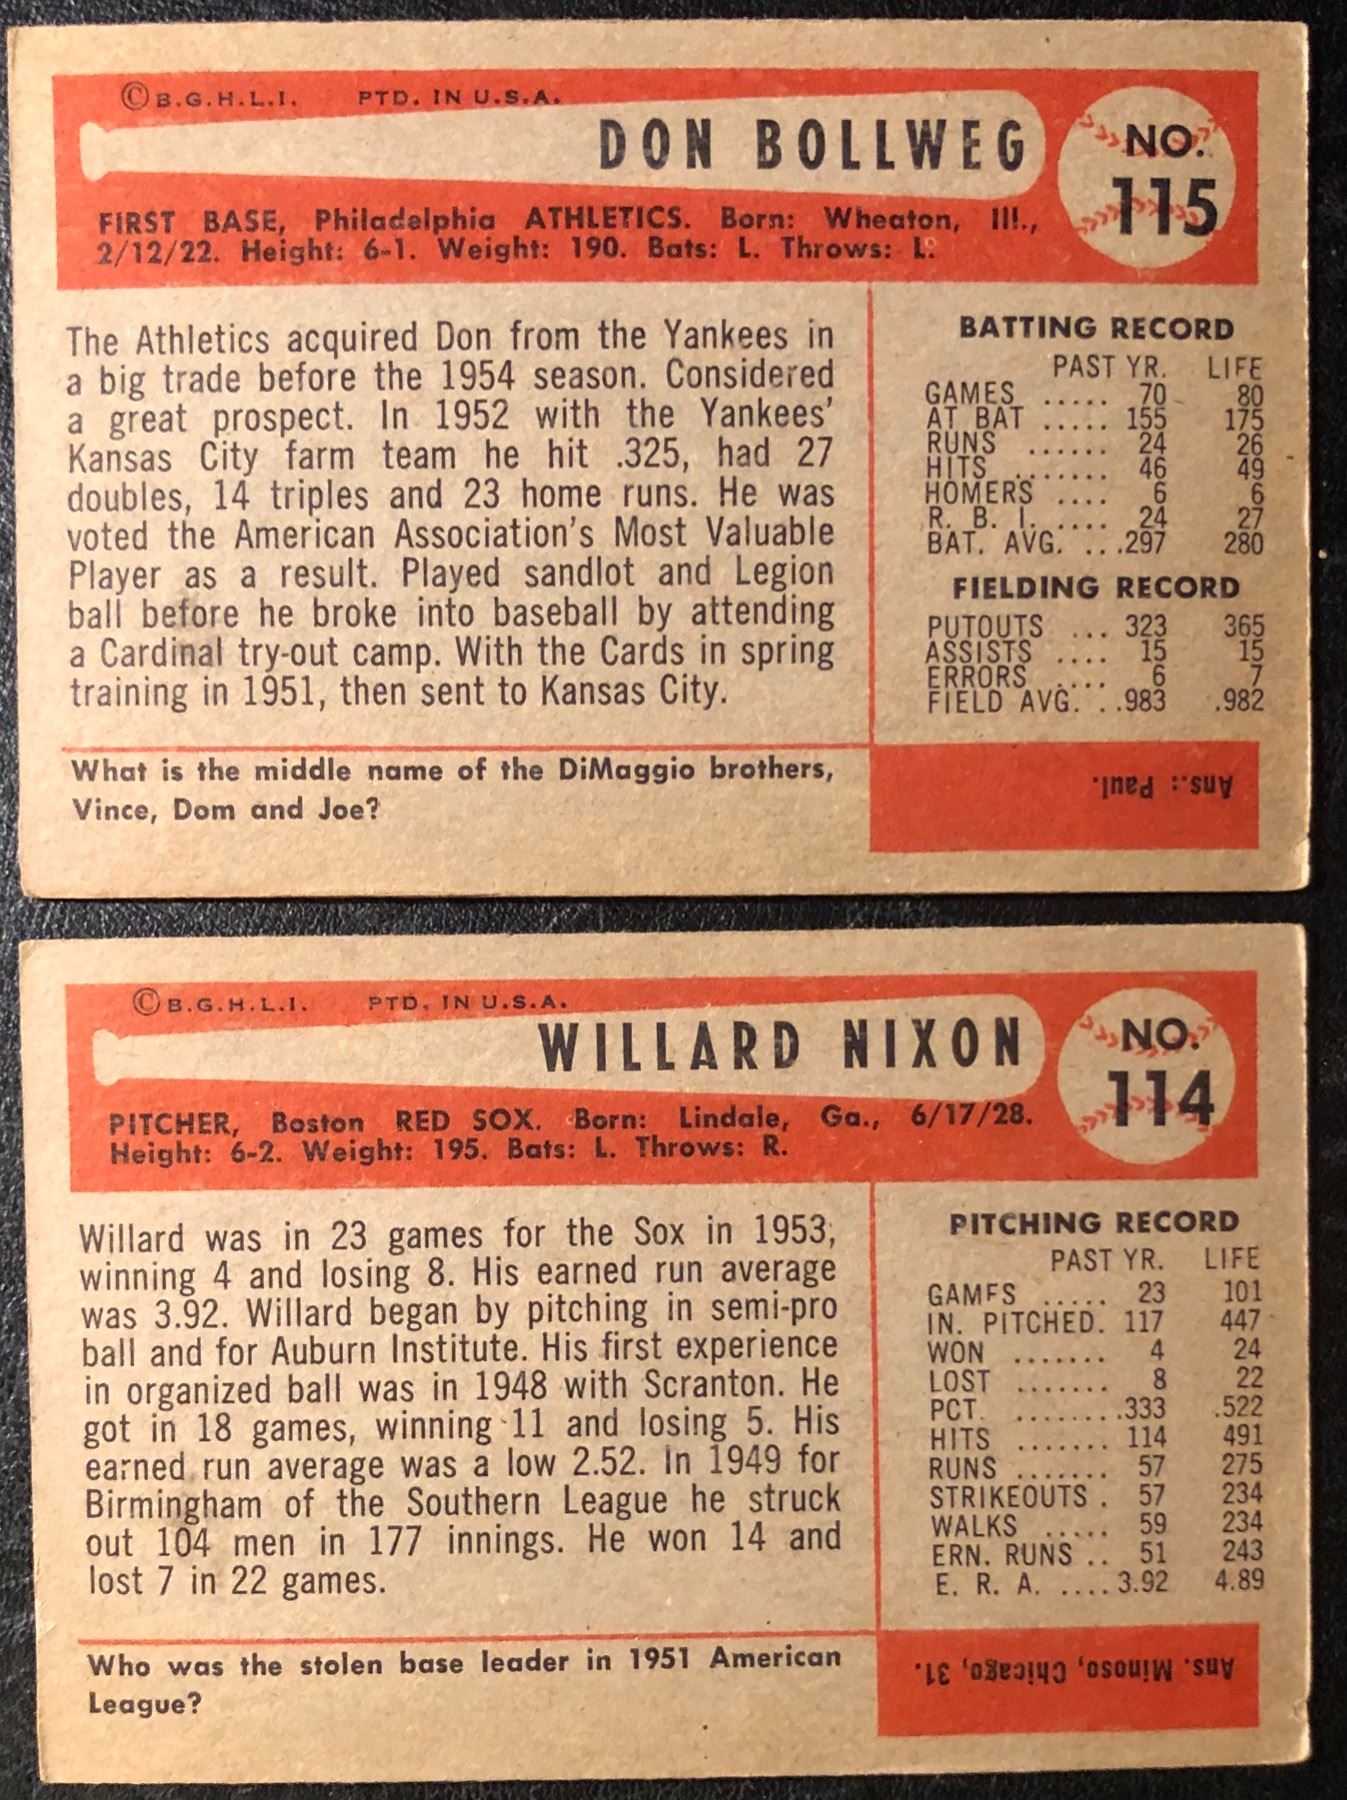 ©B.G.H.L.I. PTD. IN U.S.A.
DON BOLLWEG
NO.
115
FIRST BASE, Philadelphia ATHLETICS. Born: Wheaton, Ill.,
2/12/22. Height: 6-1. Weight: 190. Bats: L. Throws: L.
The Athletics acquired Don from the Yankees in
a big trade before the 1954 season. Considered
a great prospect. In 1952 with the Yankees'
Kansas City farm team he hit .325, had 27
doubles, 14 triples and 23 home runs. He was
voted the American Association's Most Valuable
Player as a result. Played sandlot and Legion
ball before he broke into baseball by attending
a Cardinal try-out camp. With the Cards in spring
training in 1951, then sent to Kansas City.
BATTING RECORD
PAST YR. LIFE
GAMES ..... 70 80
AT BAT ..... 155 175
RUNS ...... 24 26
HITS ....... 46 49
HOMERS .... 6 6
R. B. I. .... 24 27
BAT. AVG. ...297 280
FIELDING RECORD
PUTOUTS ... 323 365
ASSISTS .... 15 15
ERRORS .... 6 7
FIELD AVG. ..983 .982
What is the middle name of the DiMaggio brothers,
Vince, Dom and Joe?
Ans.: Paul.
©B.G.H.L.I. PTD. IN U.S.A.
WILLARD NIXON
NO.
114
PITCHER, Boston RED SOX. Born: Lindale, Ga., 6/17/28.
Height: 6-2. Weight: 195. Bats: L. Throws: R.
Willard was in 23 games for the Sox in 1953,
winning 4 and losing 8. His earned run average
was 3.92. Willard began by pitching in semi-pro
ball and for Auburn Institute. His first experience
in organized ball was in 1948 with Scranton. He
got in 18 games, winning 11 and losing 5. His
earned run average was a low 2.52. In 1949 for
Birmingham of the Southern League he struck
out 104 men in 177 innings. He won 14 and
lost 7 in 22 games.
PITCHING RECORD
PAST YR. LIFE
GAMES ..... 23 101
IN. PITCHED. 117 447
WON ....... 4 24
LOST ....... 8 22
PCT. ........333 .522
HITS ....... 114 491
RUNS ....... 57 275
STRIKEOUTS . 57 234
WALKS ..... 59 234
ERN. RUNS .. 51 243
E. R. A. ....3.92 4.89
Who was the stolen base leader in 1951 American
League?
Ans. Minoso, Chicago, 31.